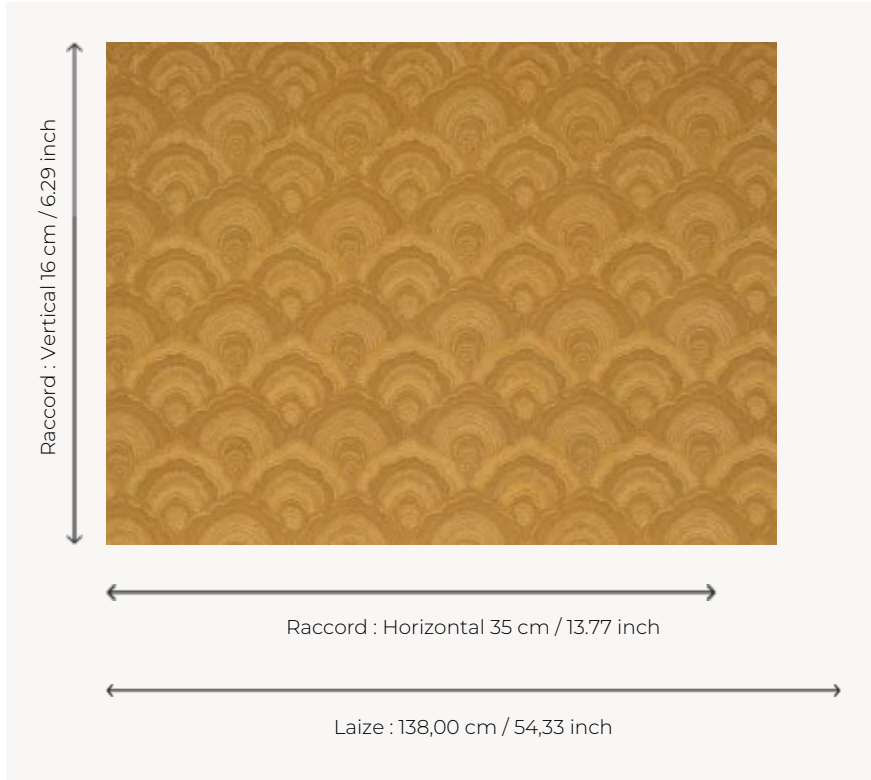 Raccord : Vertical 16 cm / 6.29 inch
Raccord : Horizontal 35 cm / 13.77 inch
Laize : 138,00 cm / 54,33 inch